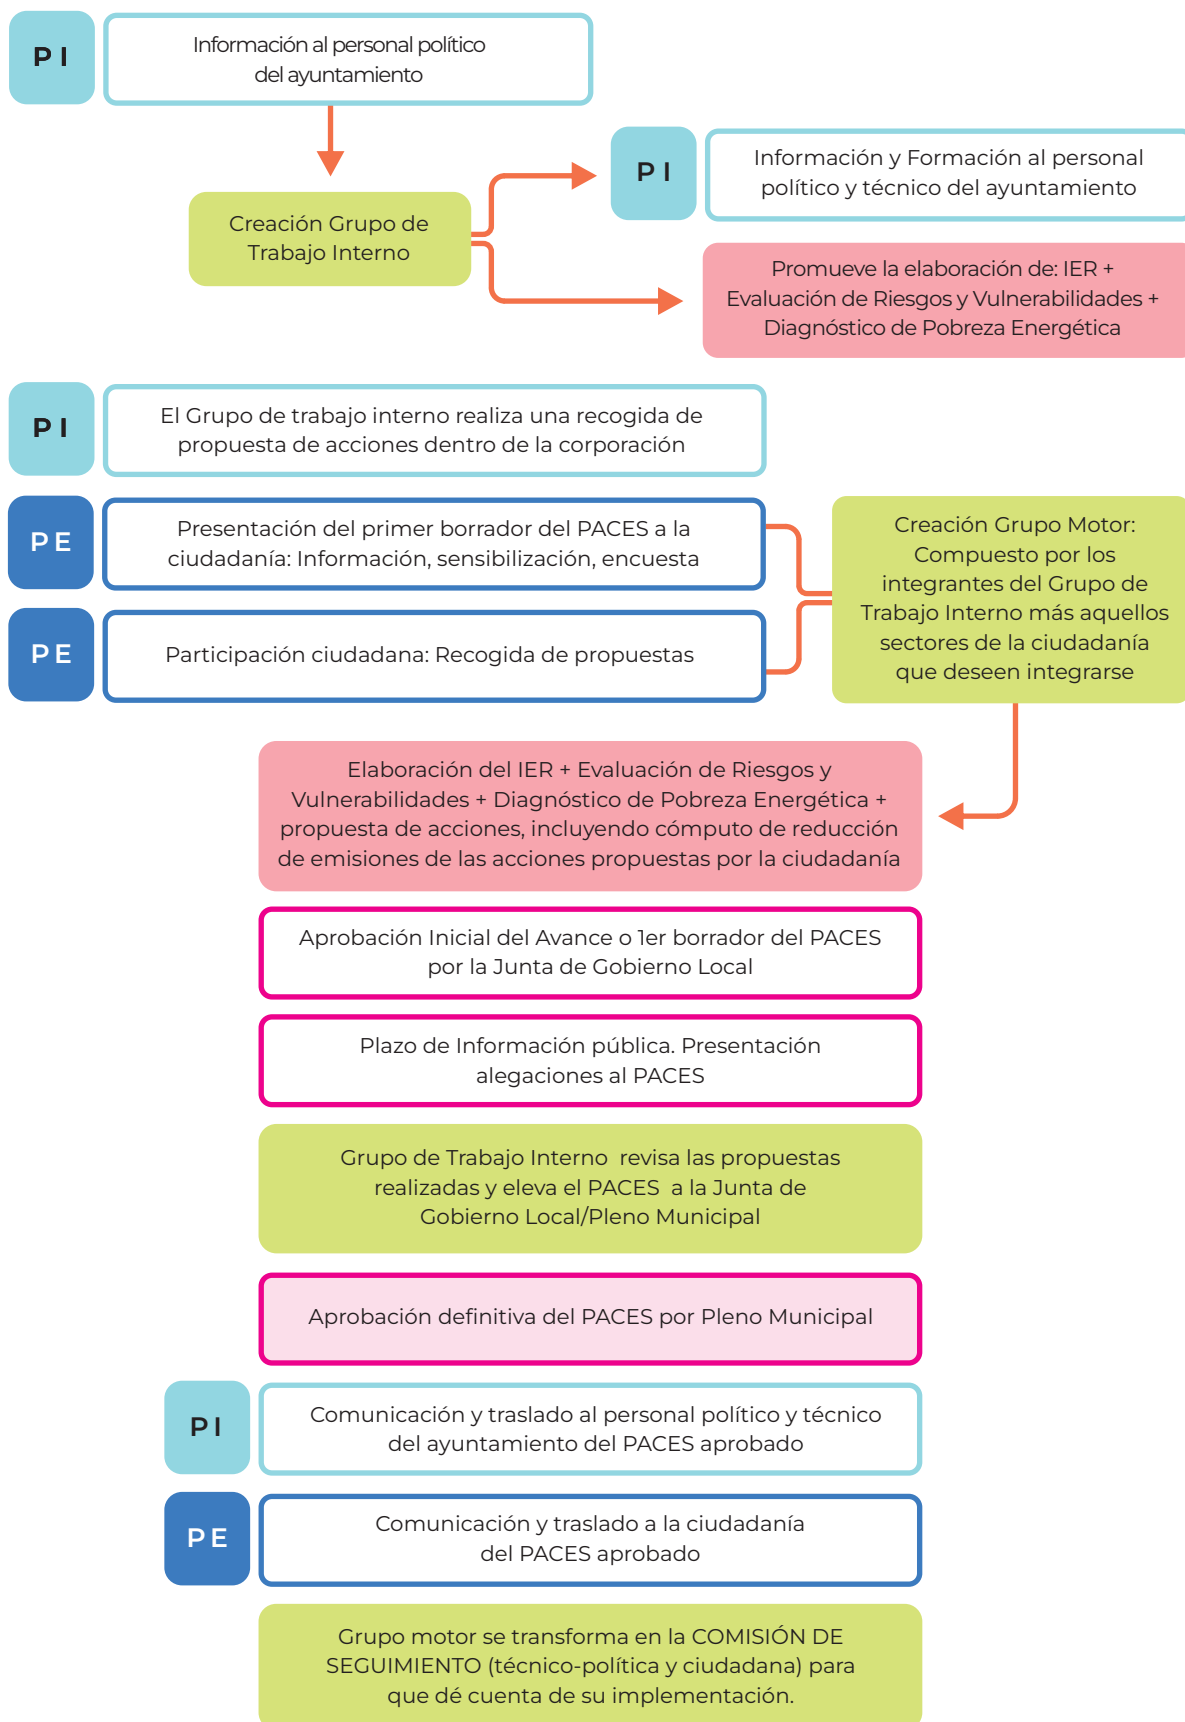 PI
Información al personal político
del ayuntamiento
PI
Información y Formación al personal
político y técnico del ayuntamiento
Creación Grupo de
Trabajo Interno
Promueve la elaboración de: IER +
Evaluación de Riesgos y Vulnerabilidades +
Diagnóstico de Pobreza Energética
PI
El Grupo de trabajo interno realiza una recogida de
propuesta de acciones dentro de la corporación
PE
Presentación del primer borrador del PACES a la
ciudadanía: Información, sensibilización, encuesta
PE
Participación ciudadana: Recogida de propuestas
Creación Grupo Motor:
Compuesto por los
integrantes del Grupo de
Trabajo Interno más aquellos
sectores de la ciudadanía
que deseen integrarse
Elaboración del IER + Evaluación de Riesgos y
Vulnerabilidades + Diagnóstico de Pobreza Energética +
propuesta de acciones, incluyendo cómputo de reducción
de emisiones de las acciones propuestas por la ciudadanía
Aprobación Inicial del Avance o 1er borrador del PACES
por la Junta de Gobierno Local
Plazo de Información pública. Presentación
alegaciones al PACES
Grupo de Trabajo Interno revisa las propuestas
realizadas y eleva el PACES a la Junta de
Gobierno Local/Pleno Municipal
Aprobación definitiva del PACES por Pleno Municipal
PI
Comunicación y traslado al personal político y técnico
del ayuntamiento del PACES aprobado
PE
Comunicación y traslado a la ciudadanía
del PACES aprobado
Grupo motor se transforma en la COMISIÓN DE
SEGUIMIENTO (técnico-política y ciudadana) para
que dé cuenta de su implementación.